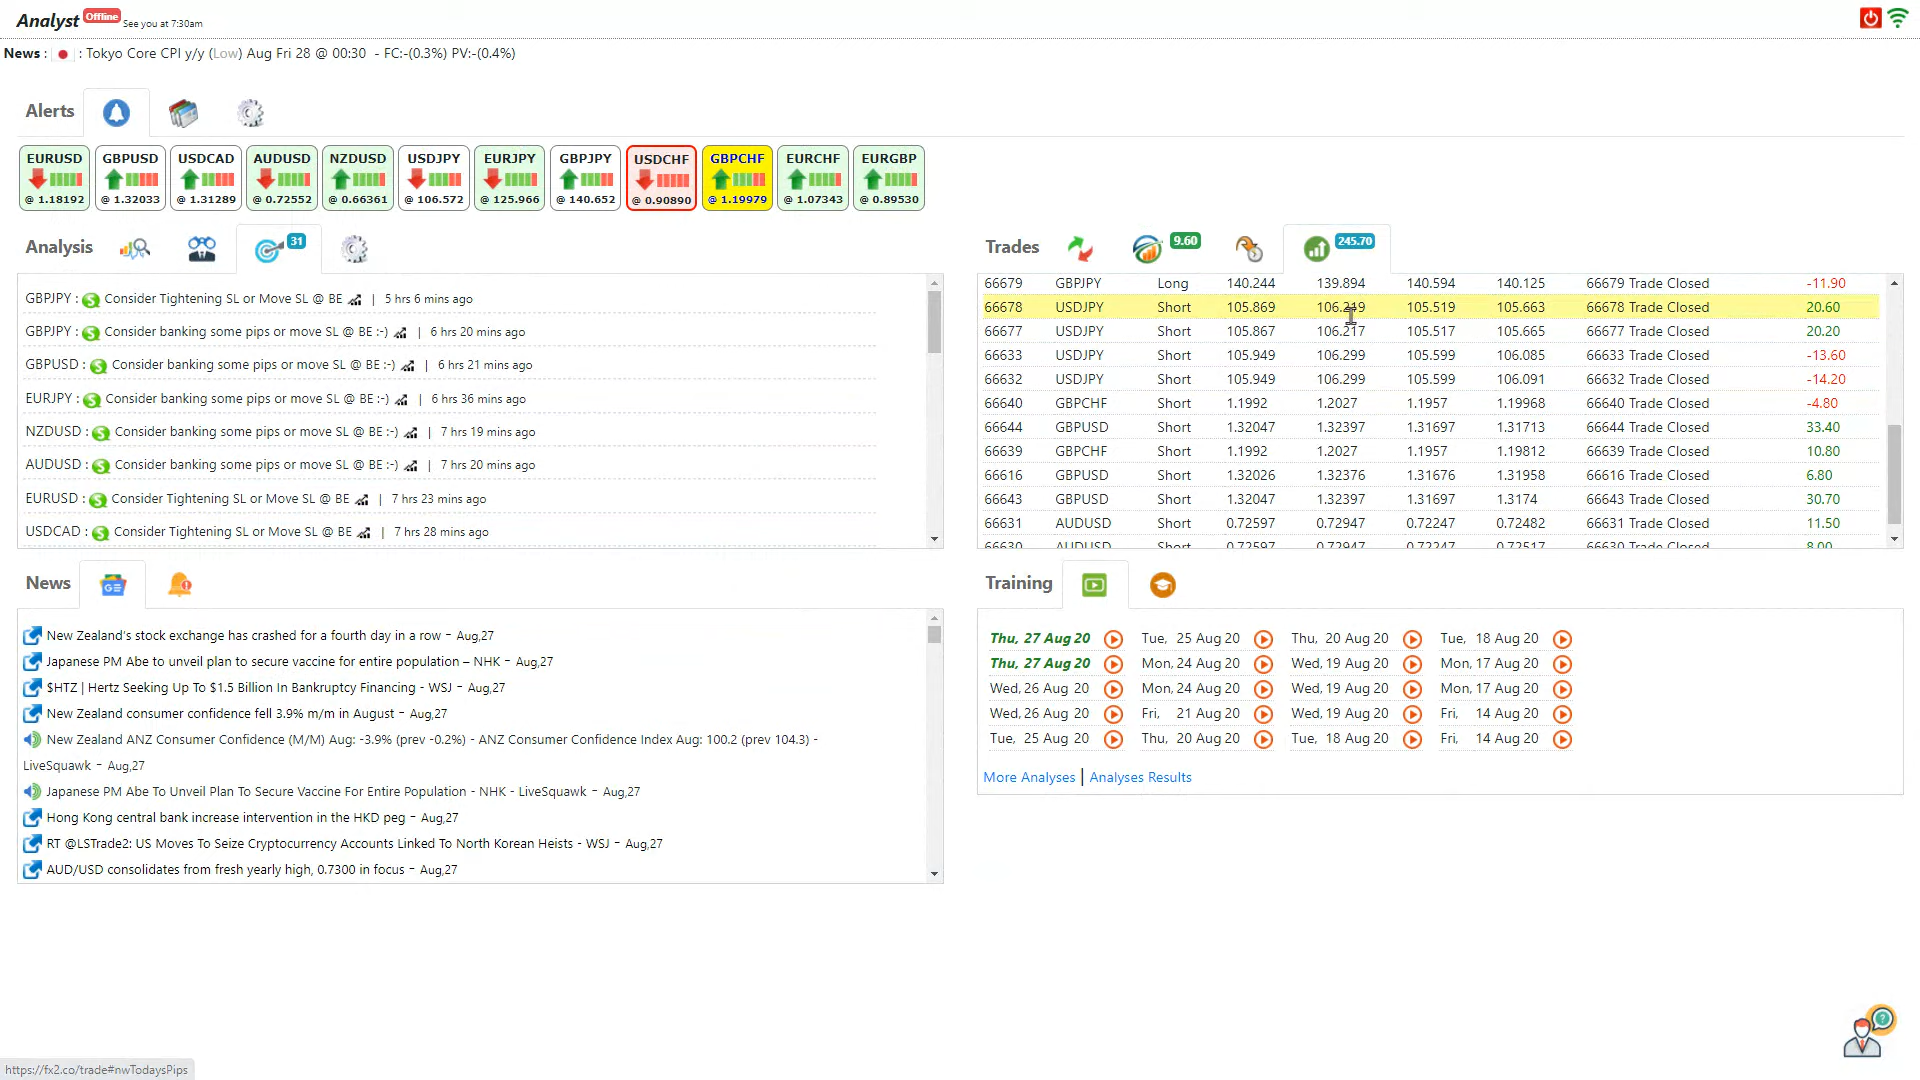 Analyst Offline See you at 7:30am
News : : Tokyo Core CPI y/y (Low) Aug Fri 28 @ 00:30 - FC:-(0.3%) PV:-(0.4%)
Alerts
EURUSD GBPUSD USDCAD AUDUSD NZDUSD USDJPY EURJPY GBPJPY USDCHF GBPCHF EURCHF EURGBP
@ 1.18192 @ 1.32033 @ 1.31289 @ 0.72552 @ 0.66361 @ 106.572 @ 125.966 @ 140.652 @ 0.90890 @ 1.19979 @ 1.07343 @ 0.89530
Analysis 31
GBPJPY : Consider Tightening SL or Move SL @ BE | 5 hrs 6 mins ago
GBPJPY : Consider banking some pips or move SL @ BE :-) | 6 hrs 20 mins ago
GBPUSD : Consider banking some pips or move SL @ BE :-) | 6 hrs 21 mins ago
EURJPY : Consider banking some pips or move SL @ BE :-) | 6 hrs 36 mins ago
NZDUSD : Consider banking some pips or move SL @ BE :-) | 7 hrs 19 mins ago
AUDUSD : Consider banking some pips or move SL @ BE :-) | 7 hrs 20 mins ago
EURUSD : Consider Tightening SL or Move SL @ BE | 7 hrs 23 mins ago
USDCAD : Consider Tightening SL or Move SL @ BE | 7 hrs 28 mins ago
Trades 9.60 245.70
66679 GBPJPY Long 140.244 139.894 140.594 140.125 66679 Trade Closed -11.90
66678 USDJPY Short 105.869 106.219 105.519 105.663 66678 Trade Closed 20.60
66677 USDJPY Short 105.867 106.217 105.517 105.665 66677 Trade Closed 20.20
66633 USDJPY Short 105.949 106.299 105.599 106.085 66633 Trade Closed -13.60
66632 USDJPY Short 105.949 106.299 105.599 106.091 66632 Trade Closed -14.20
66640 GBPCHF Short 1.1992 1.2027 1.1957 1.19968 66640 Trade Closed -4.80
66644 GBPUSD Short 1.32047 1.32397 1.31697 1.31713 66644 Trade Closed 33.40
66639 GBPCHF Short 1.1992 1.2027 1.1957 1.19812 66639 Trade Closed 10.80
66616 GBPUSD Short 1.32026 1.32376 1.31676 1.31958 66616 Trade Closed 6.80
66643 GBPUSD Short 1.32047 1.32397 1.31697 1.3174 66643 Trade Closed 30.70
66631 AUDUSD Short 0.72597 0.72947 0.72247 0.72482 66631 Trade Closed 11.50
66630 AUDUSD Short 0.72597 0.72947 0.72247 0.72517 66630 Trade Closed 8.00
News
New Zealand's stock exchange has crashed for a fourth day in a row - Aug,27
Japanese PM Abe to unveil plan to secure vaccine for entire population – NHK - Aug,27
$HTZ | Hertz Seeking Up To $1.5 Billion In Bankruptcy Financing - WSJ - Aug,27
New Zealand consumer confidence fell 3.9% m/m in August - Aug,27
New Zealand ANZ Consumer Confidence (M/M) Aug: -3.9% (prev -0.2%) - ANZ Consumer Confidence Index Aug: 100.2 (prev 104.3) -
LiveSquawk - Aug,27
Japanese PM Abe To Unveil Plan To Secure Vaccine For Entire Population - NHK - LiveSquawk - Aug,27
Hong Kong central bank increase intervention in the HKD peg - Aug,27
RT @LSTrade2: US Moves To Seize Cryptocurrency Accounts Linked To North Korean Heists - WSJ - Aug,27
AUD/USD consolidates from fresh yearly high, 0.7300 in focus - Aug,27
Training
Thu, 27 Aug 20 Tue, 25 Aug 20 Thu, 20 Aug 20 Tue, 18 Aug 20
Thu, 27 Aug 20 Mon, 24 Aug 20 Wed, 19 Aug 20 Mon, 17 Aug 20
Wed, 26 Aug 20 Mon, 24 Aug 20 Wed, 19 Aug 20 Mon, 17 Aug 20
Wed, 26 Aug 20 Fri, 21 Aug 20 Wed, 19 Aug 20 Fri, 14 Aug 20
Tue, 25 Aug 20 Thu, 20 Aug 20 Tue, 18 Aug 20 Fri, 14 Aug 20
More Analyses | Analyses Results
https://fx2.co/trade#nwTodaysPips